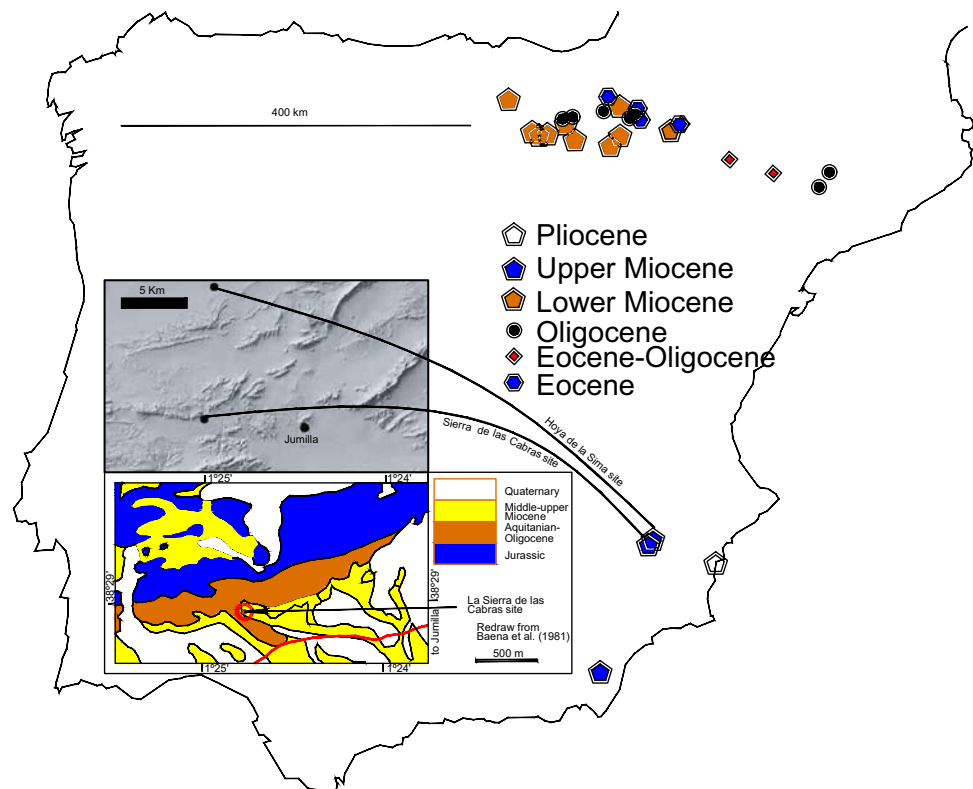 400 km
Pliocene
Upper Miocene
Lower Miocene
Oligocene
Eocene-Oligocene
Eocene
5 Km
Jumilla
Hoya de la Sima site
Sierra de las Cabras site
1°25'
1°24'
Quaternary
Middle-upper
Miocene
Aquitanian-
Oligocene
Jurassic
38°29'
38°29'
to Jumilla
La Sierra de las
Cabras site
Redraw from
Baena et al. (1981)
500 m
1°25'
1°24'